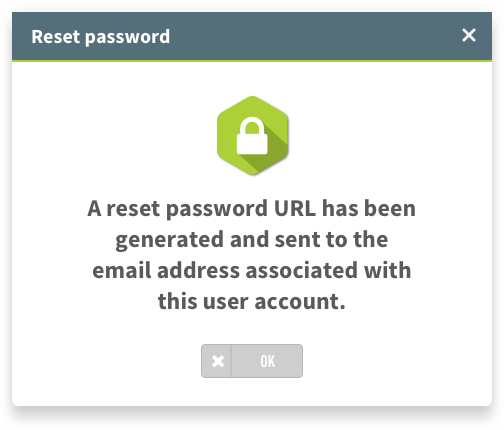 Reset password
A reset password URL has been
generated and sent to the
email address associated with
this user account.
OK